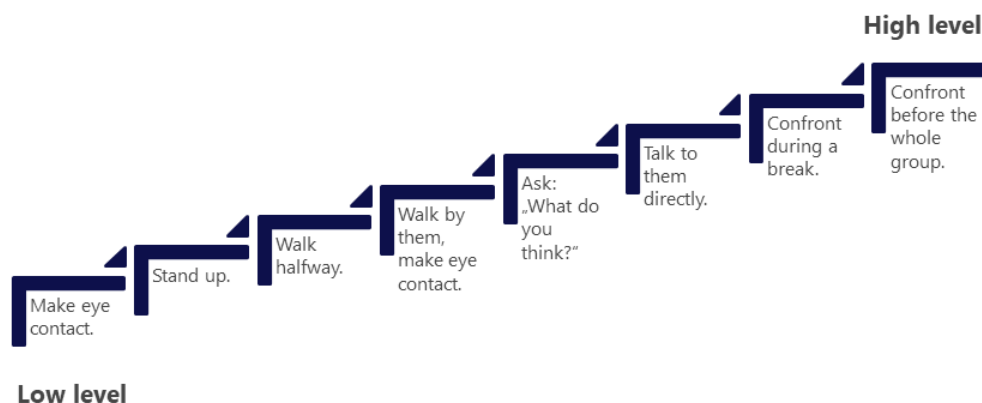 High level
Confront
before the
whole
group.
Confront
during a
break.
Talk to
them
directly.
Ask:
„What do
you
think?“
Walk by
them,
make eye
contact.
Walk
halfway.
Stand up.
Make eye
contact.
Low level